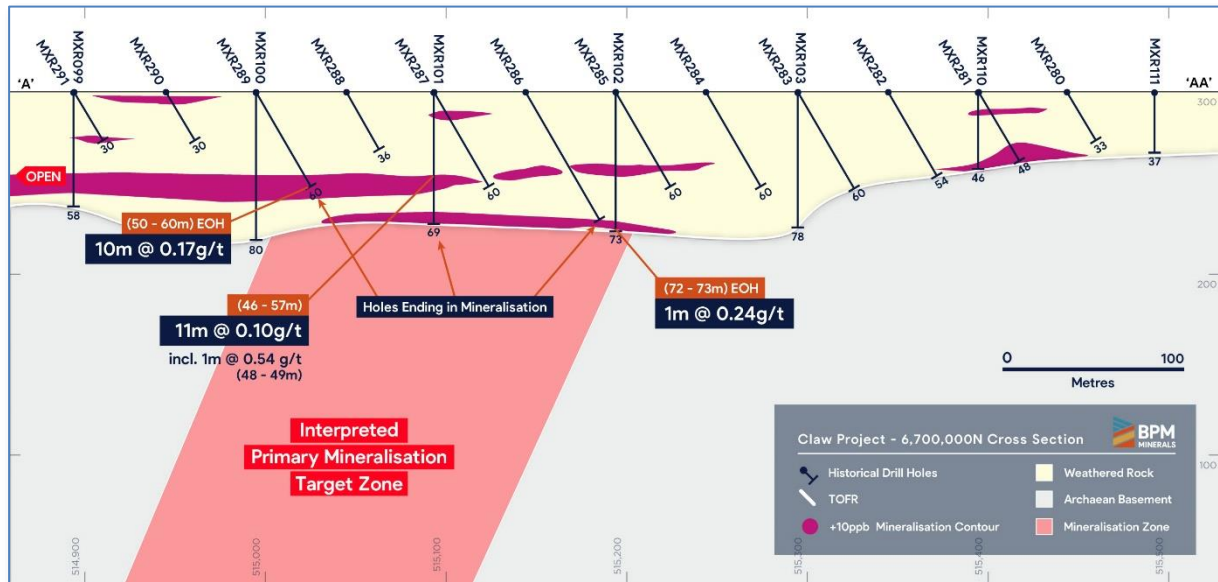 MXR291
MXR099
MXR290
MXR289
MXR100
MXR288
MXR287
MXR101
MXR286
MXR285
MXR102
MXR284
MXR283
MXR103
MXR282
MXR281
MXR110
MXR280
MXR111
'A'
'AA'
300
30
30
36
33
37
OPEN
60
60
60
60
60
54
46
48
58
80
69
73
78
(50 - 60m) EOH
10m @ 0.17g/t
(46 - 57m)
11m @ 0.10g/t
incl. 1m @ 0.54 g/t
(48 - 49m)
Holes Ending in Mineralisation
(72 - 73m) EOH
1m @ 0.24g/t
200
0
100
Metres
Interpreted
Primary Mineralisation
Target Zone
Claw Project - 6,700,000N Cross Section
BPM
MINERALS
Historical Drill Holes
Weathered Rock
TOFR
Archaean Basement
+10ppb Mineralisation Contour
Mineralisation Zone
100
514,900
515,000
515,100
515,200
515,300
515,400
515,500